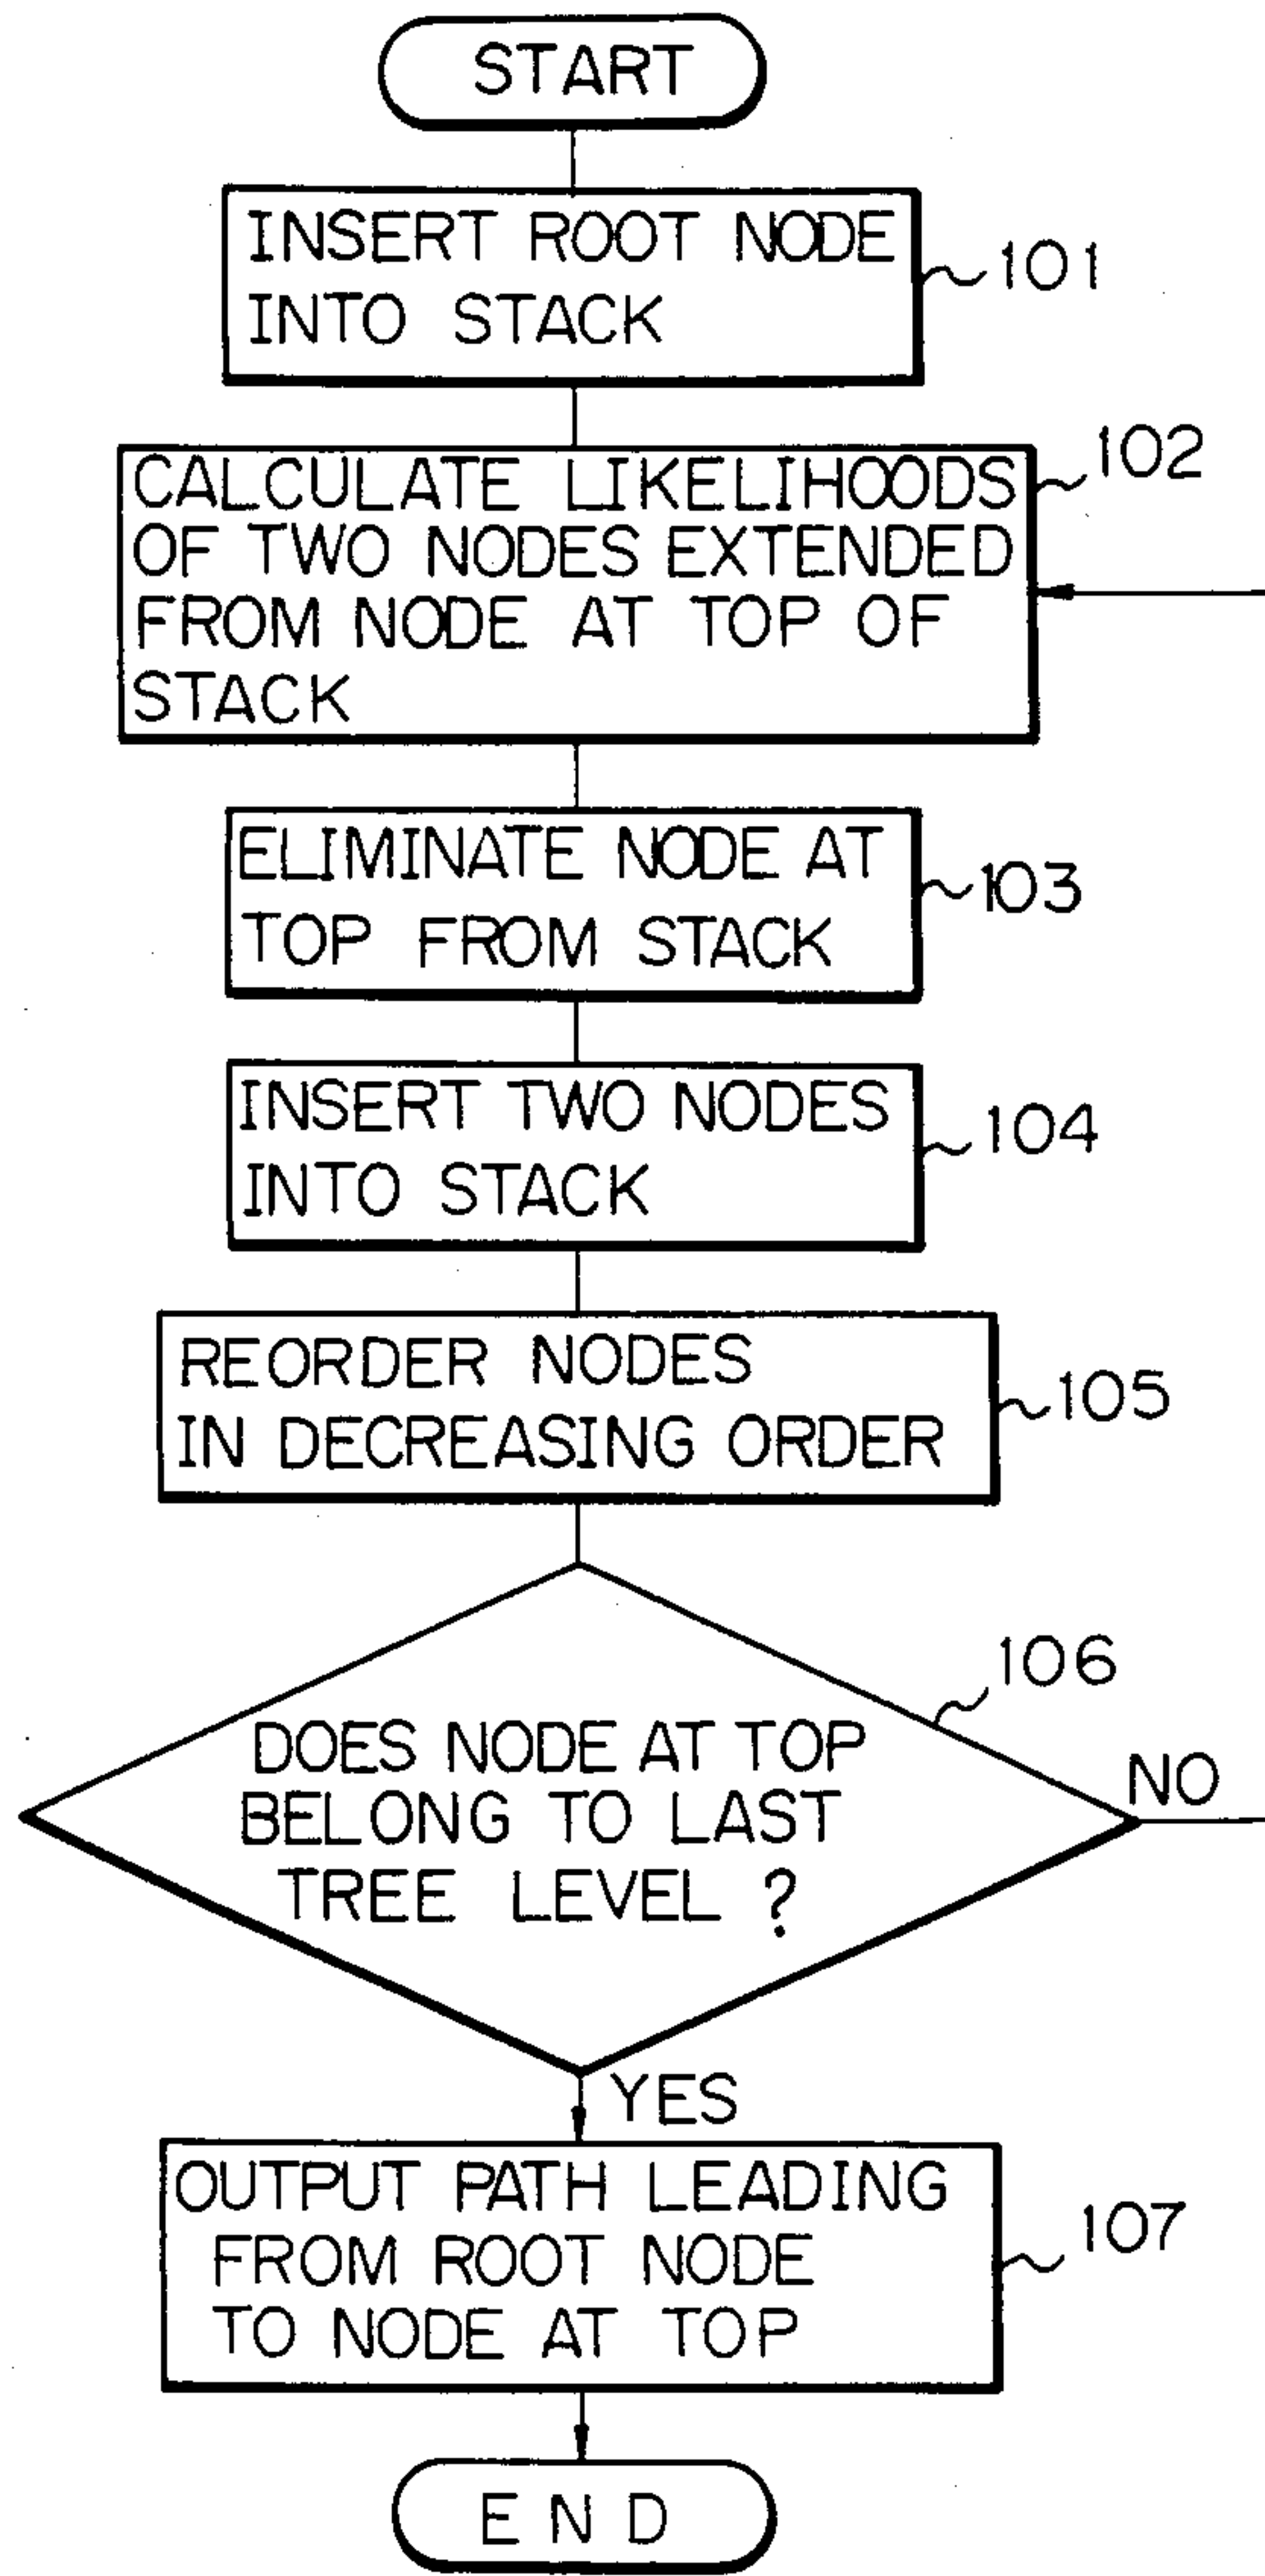 START
INSERT ROOT NODE
INTO STACK
101
CALCULATE LIKELIHOODS
OF TWO NODES EXTENDED
FROM NODE AT TOP OF
STACK
102
ELIMINATE NODE AT
TOP FROM STACK
103
INSERT TWO NODES
INTO STACK
104
REORDER NODES
IN DECREASING ORDER
105
106
DOES NODE AT TOP
BELONG TO LAST
TREE LEVEL ?
NO
YES
OUTPUT PATH LEADING
FROM ROOT NODE
TO NODE AT TOP
107
END